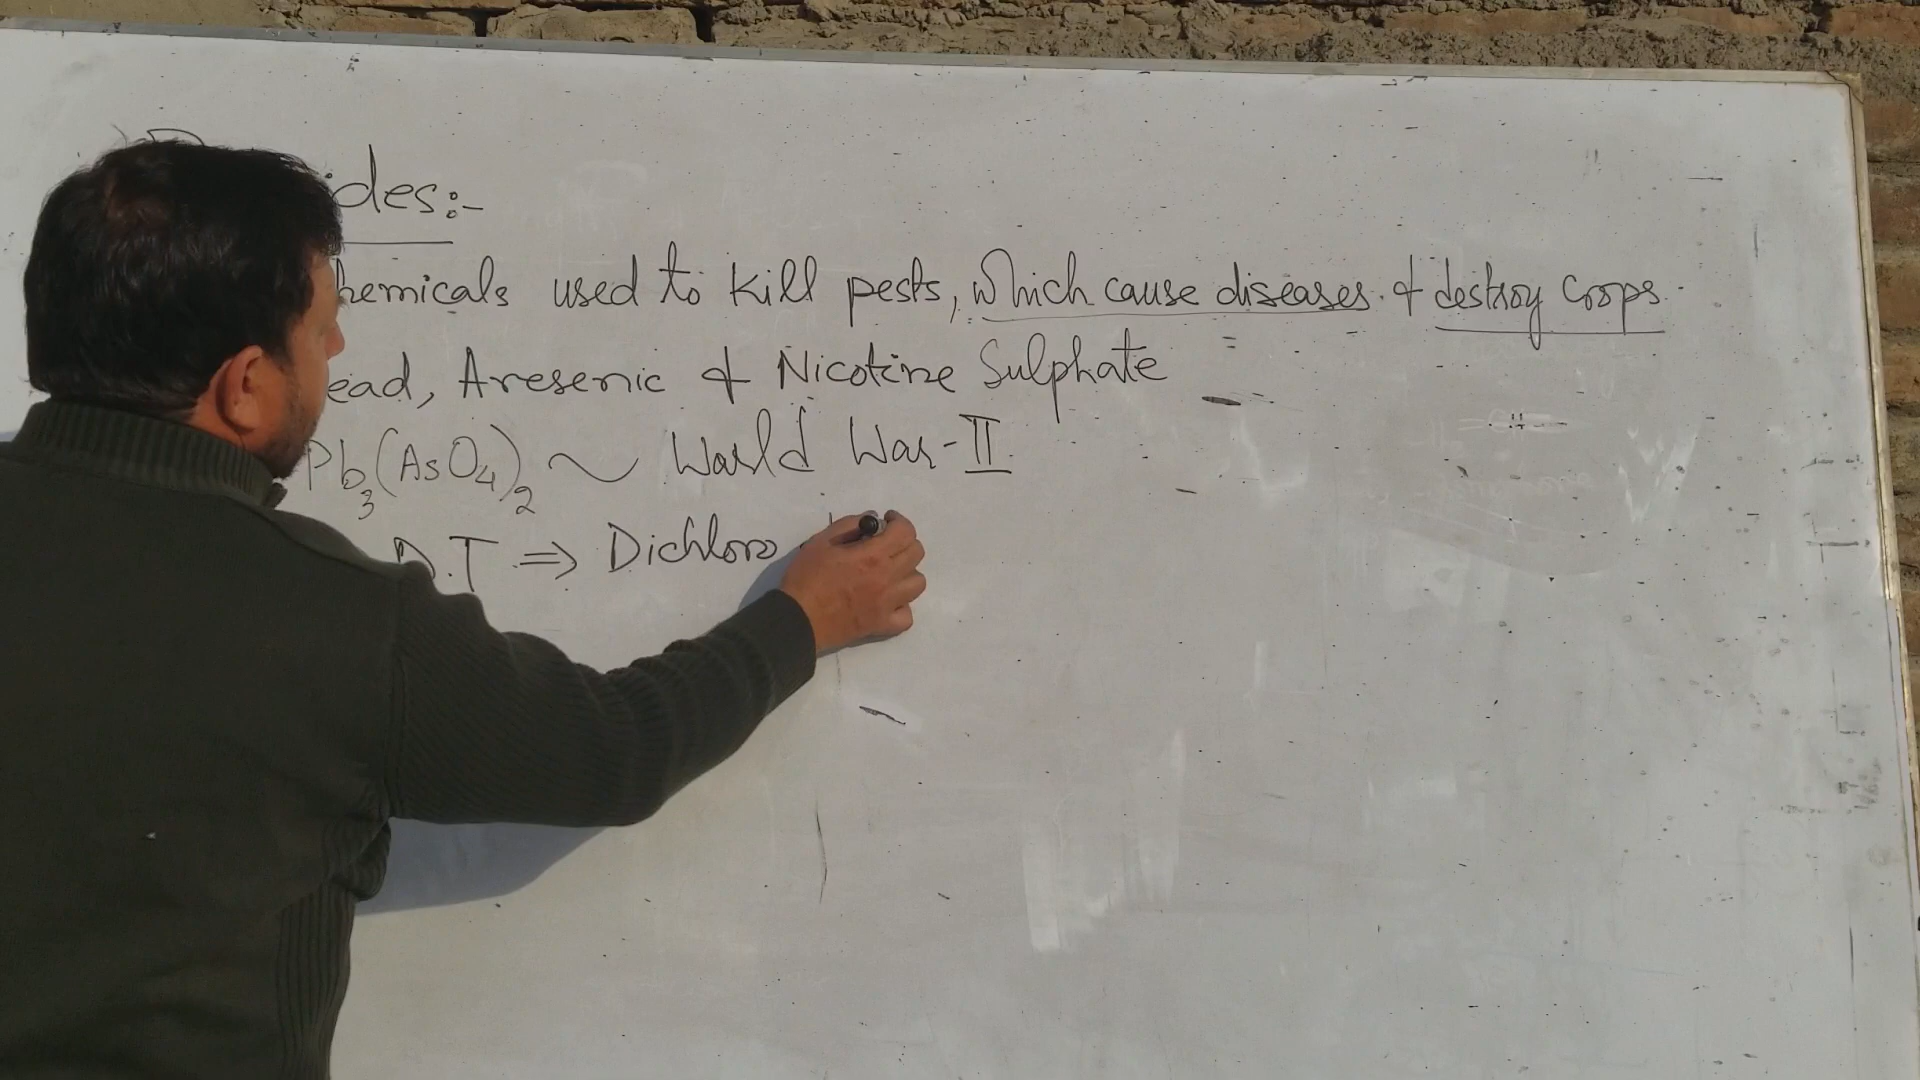 des:-
hemicals used to kill pests, which cause diseases. & destroy crops.
ead, Aresenic & Nicotine Sulphate
Pb3(AsO4)2 ~ World War-II
D.T ⇒ Dichloro